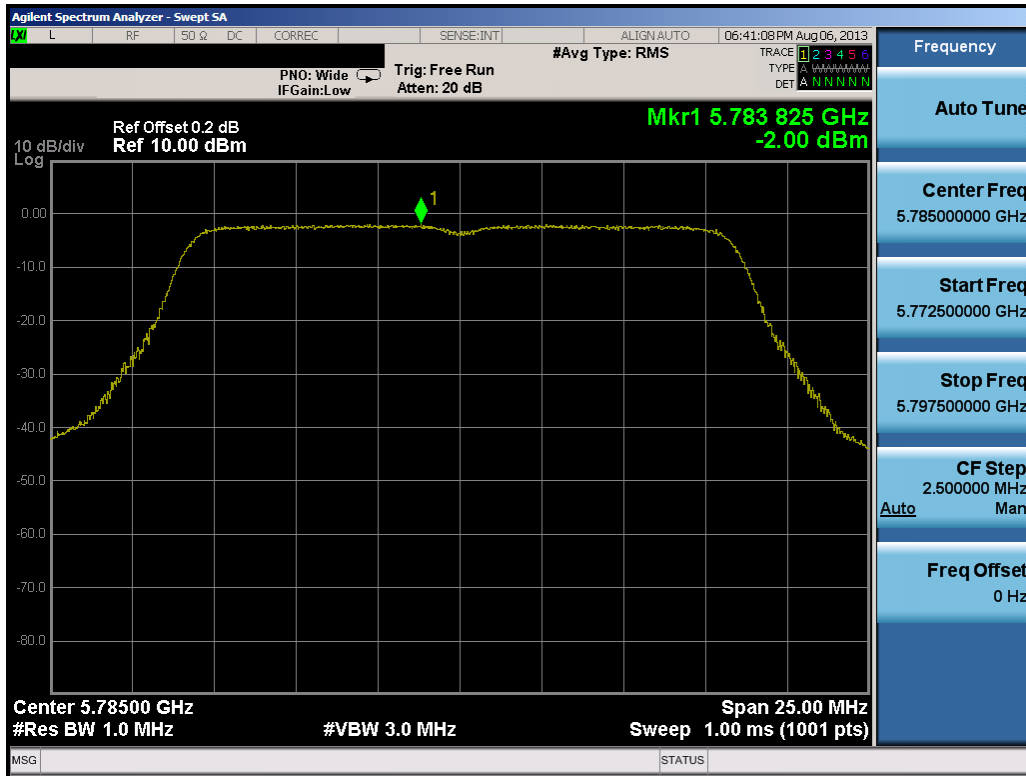 Agilent Spectrum Analyzer - Swept SA
LXI L RF 50 Ω DC CORREC SENSE:INT ALIGNAUTO 06:41:08 PM Aug 06, 2013
Frequency
#Avg Type: RMS
TRACE 1 2 3 4 5 6
PNO: Wide
Trig: Free Run
TYPE A WWWWW
IFGain:Low
Atten: 20 dB
DET A N N N N N
Auto Tune
Mkr1 5.783 825 GHz
Ref Offset 0.2 dB
-2.00 dBm
10 dB/div
Ref 10.00 dBm
Log
Center Freq
5.785000000 GHz
1
0.00
-10.0
-20.0
-30.0
-40.0
-50.0
-60.0
-70.0
-80.0
Start Freq
5.772500000 GHz
Stop Freq
5.797500000 GHz
CF Step
2.500000 MHz
Auto Man
Freq Offset
0 Hz
Center 5.78500 GHz
Span 25.00 MHz
#Res BW 1.0 MHz
#VBW 3.0 MHz
Sweep 1.00 ms (1001 pts)
MSG
STATUS